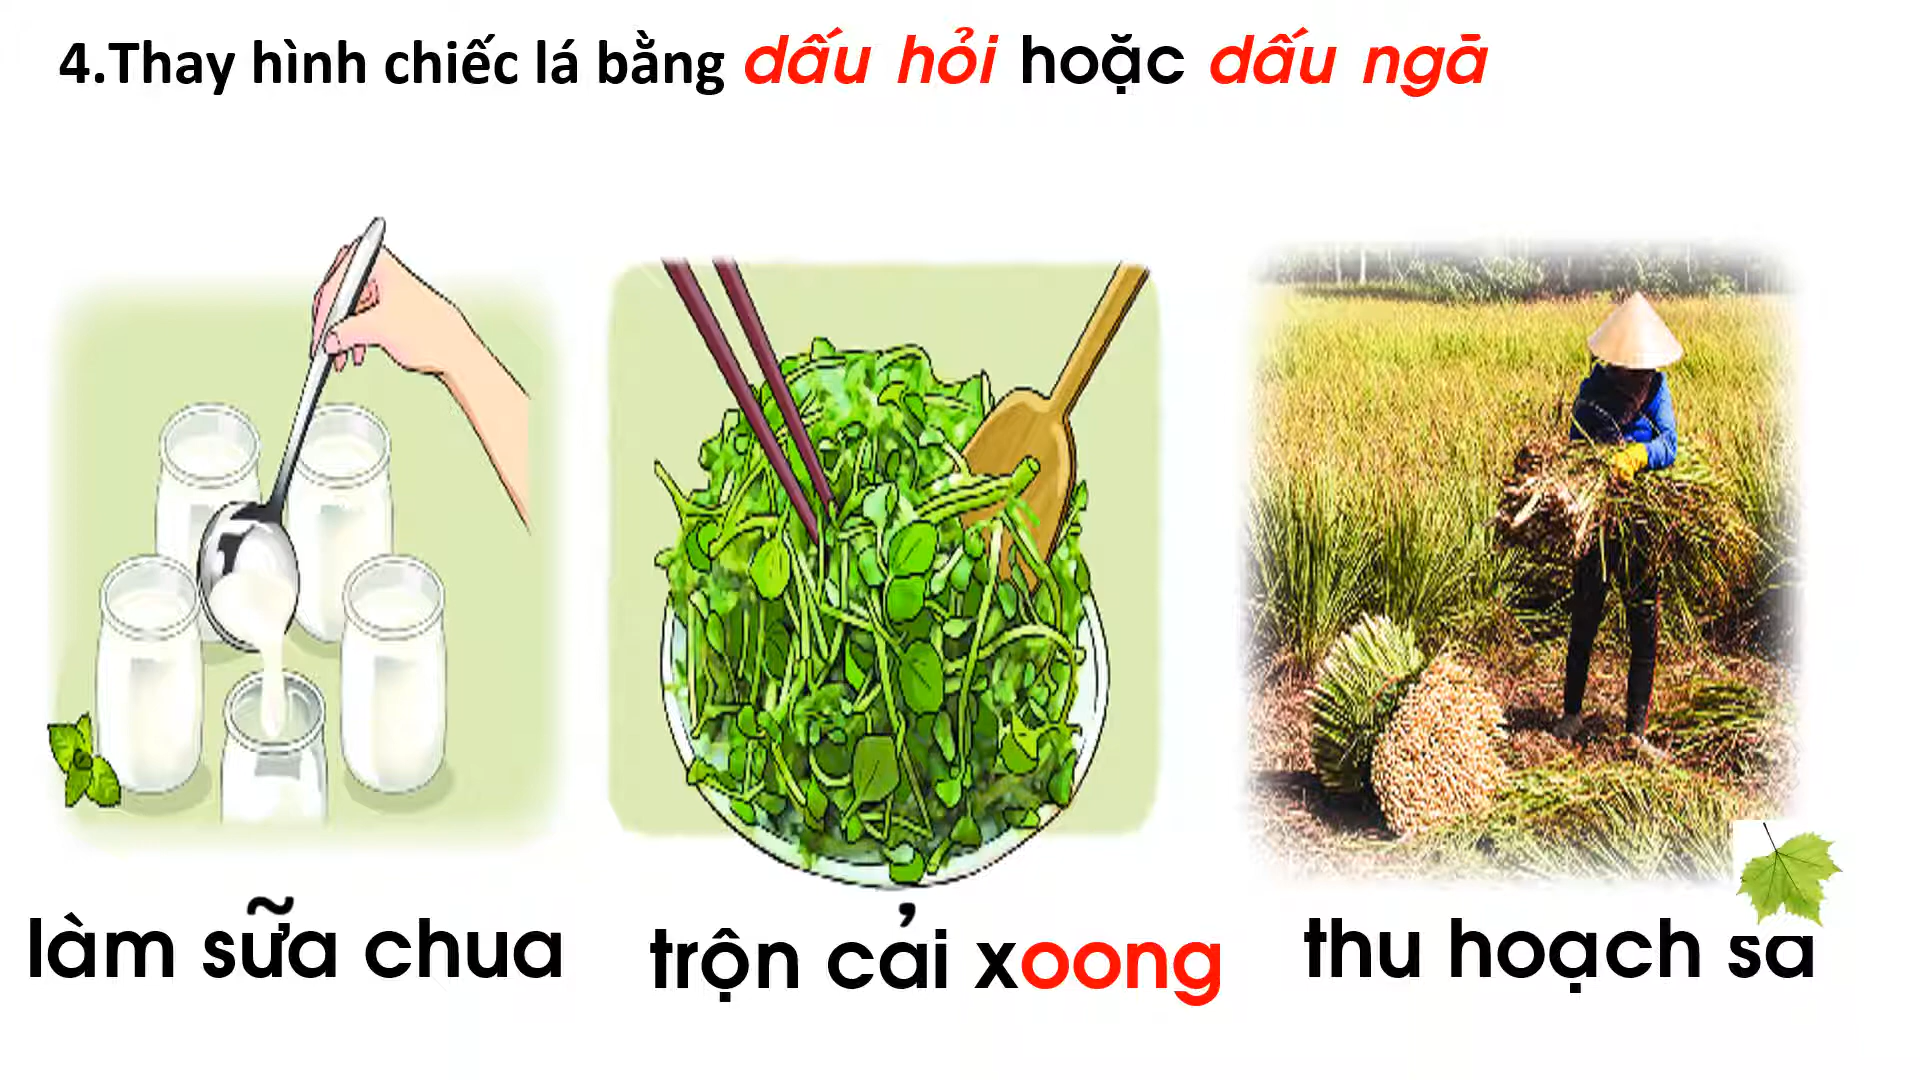 4.Thay hình chiếc lá bằng dấu hỏi hoặc dấu ngã
làm sữa chua
trộn cải xoong
thu hoạch sa